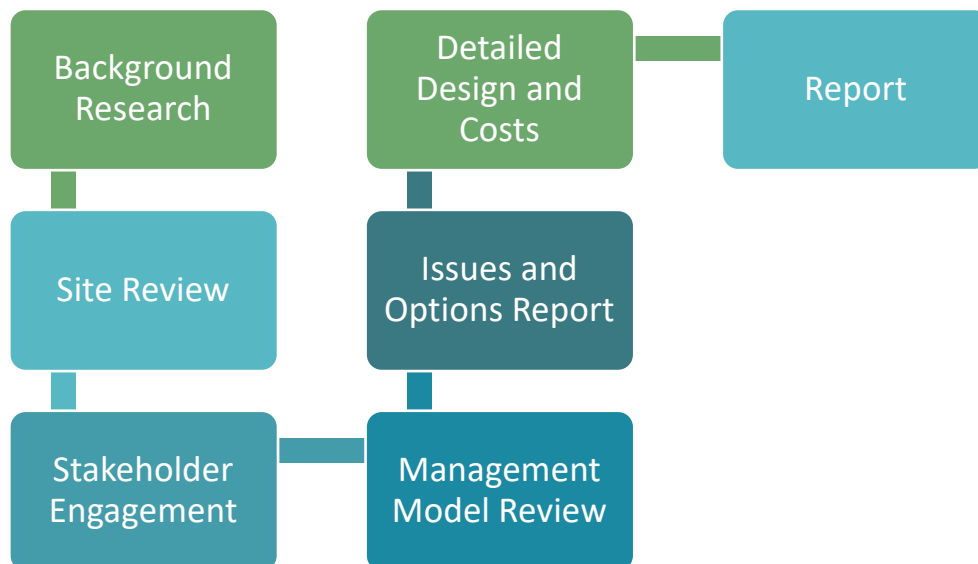 Background
Research
Site Review
Stakeholder
Engagement
Management
Model Review
Issues and
Options Report
Detailed
Design and
Costs
Report